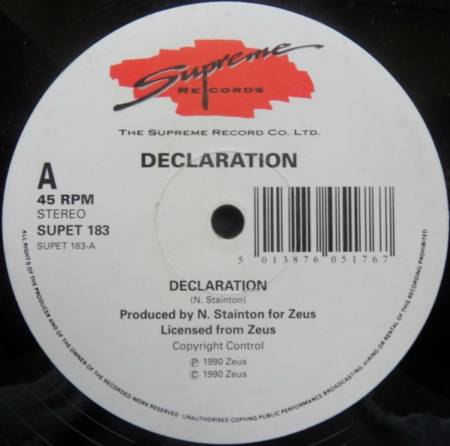 Supreme
RECORDS
THE SUPREME RECORD CO. LTD.
DECLARATION
A
45 RPM
STEREO
SUPET 183
SUPET 183-A
5 013876 051767
DECLARATION
(N. Stainton)
Produced by N. Stainton for Zeus
Licensed from Zeus
Copyright Control
℗ 1990 Zeus
© 1990 Zeus
ALL RIGHTS OF THE PRODUCER AND OF THE OWNER OF THE RECORDED WORK RESERVED · UNAUTHORISED COPYING PUBLIC PERFORMANCE BROADCASTING HIRING OR RENTAL OF THIS RECORDING PROHIBITED